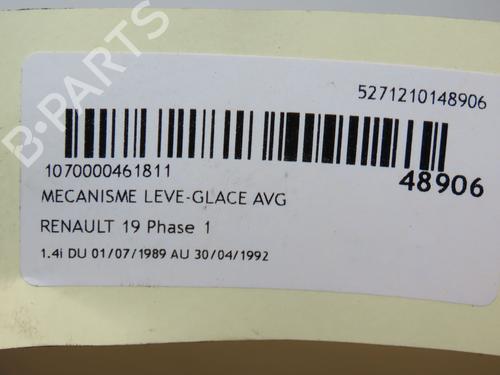 B-PARTS
5271210148906
1070000461811
48906
MECANISME LEVE-GLACE AVG
RENAULT 19 Phase 1
1.4i DU 01/07/1989 AU 30/04/1992